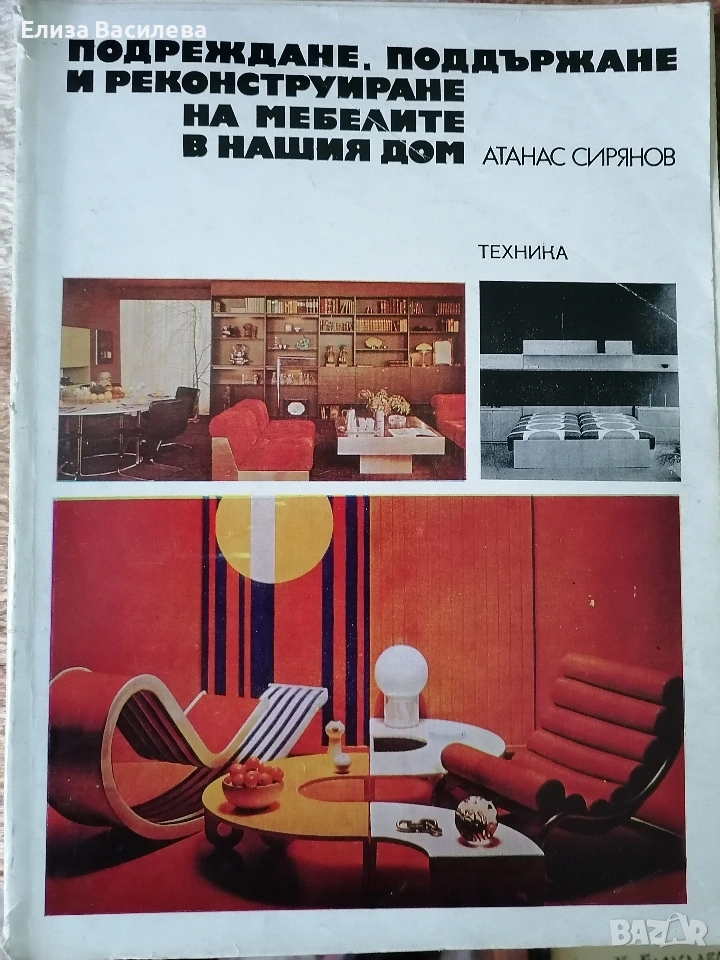 Елиза Василева
ПОДРЕЖДАНЕ, ПОДДЪРЖАНЕ
И РЕКОНСТРУИРАНЕ
НА МЕБЕЛИТЕ
В НАШИЯ ДОМ
АТАНАС СИРЯНОВ
ТЕХНИКА
BAZAR